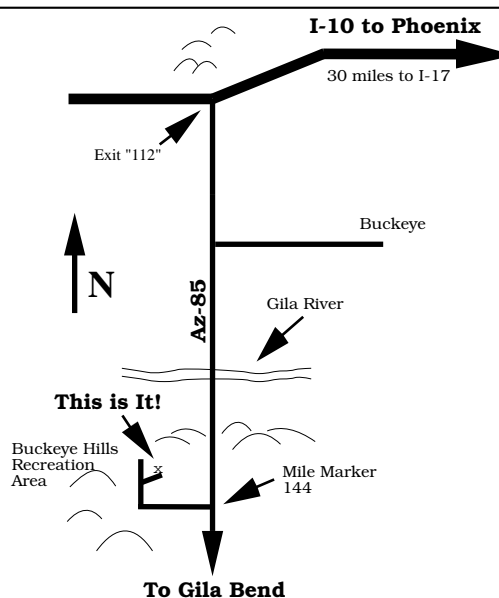 I-10 to Phoenix
30 miles to I-17
Exit "112"
Buckeye
N
Az-85
Gila River
This is It!
Buckeye Hills
Recreation
Area
x
Mile Marker
144
To Gila Bend